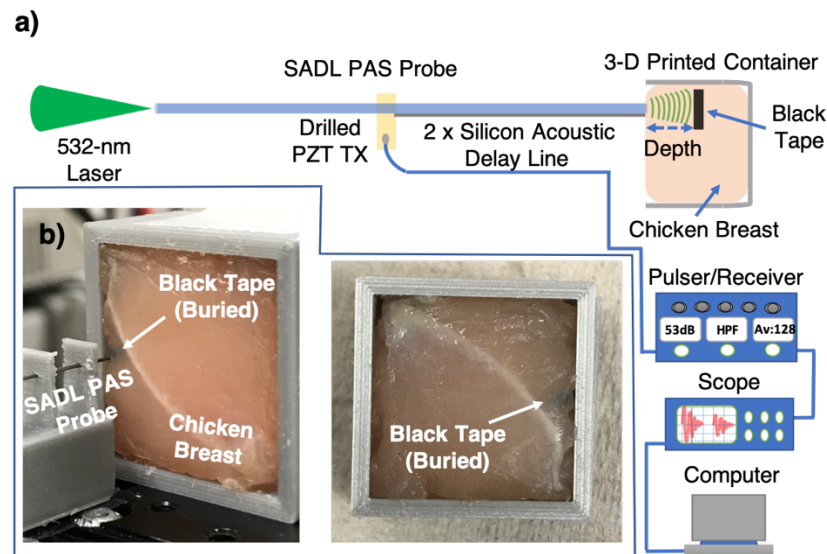 a)
SADL PAS Probe
3-D Printed Container
532-nm
Laser
Drilled
PZT TX
2 x Silicon Acoustic
Delay Line
Depth
Black
Tape
Chicken Breast
b)
Black Tape
(Buried)
SADL PAS
Probe
Chicken
Breast
Black Tape
(Buried)
Pulser/Receiver
53dB HPF Av:128
Scope
Computer